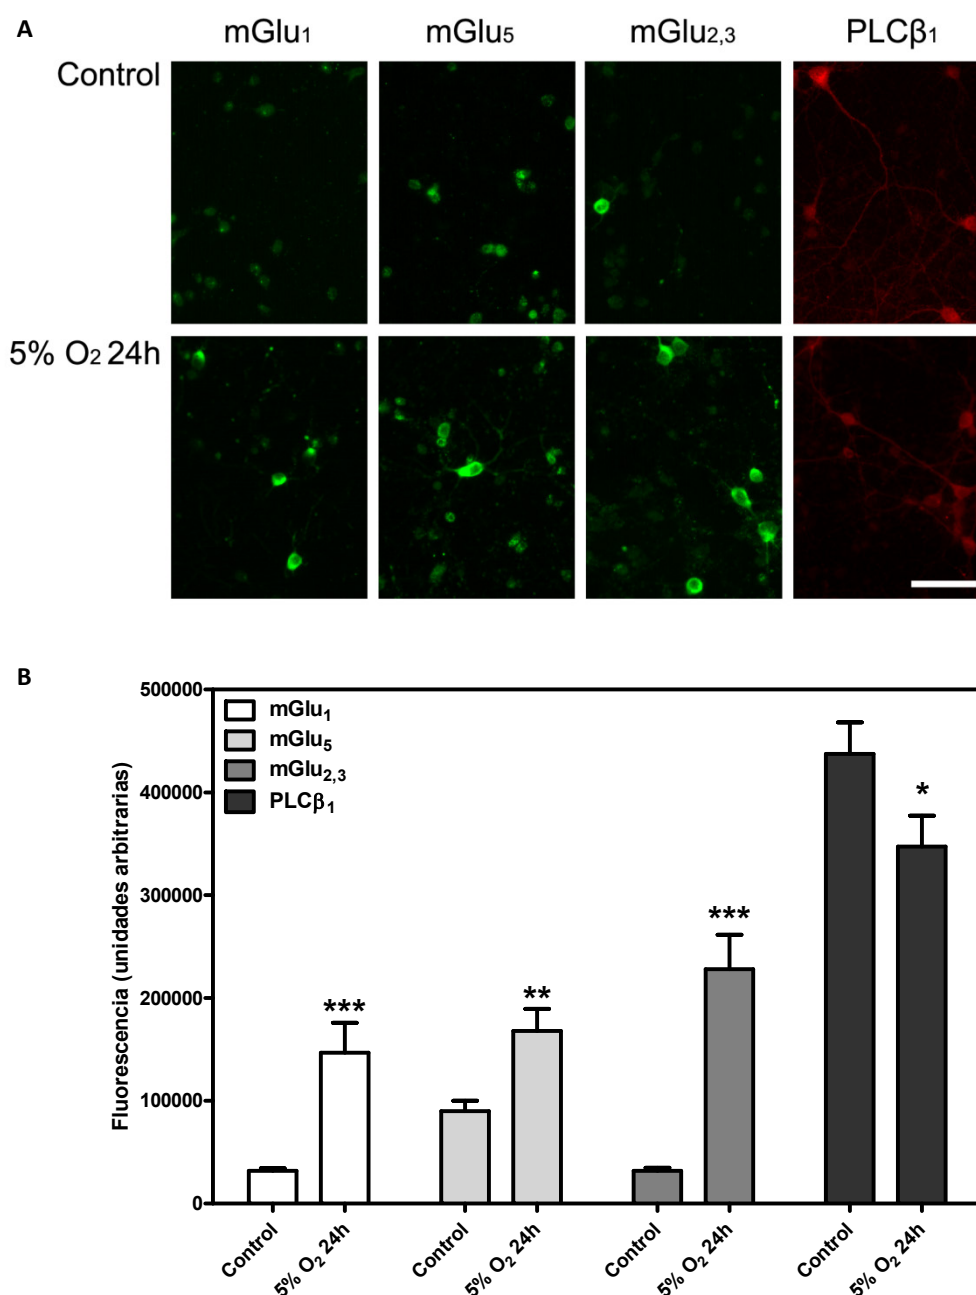 A
mGlu₁ mGlu₅ mGlu₂,₃ PLCβ₁
Control
5% O₂ 24h
B
500000
400000
300000
200000
100000
0
Fluorescencia (unidades arbitrarias)
mGlu₁
mGlu₅
mGlu₂,₃
PLCβ₁
*** ** *** *
Control 5% O₂ 24h Control 5% O₂ 24h Control 5% O₂ 24h Control 5% O₂ 24h